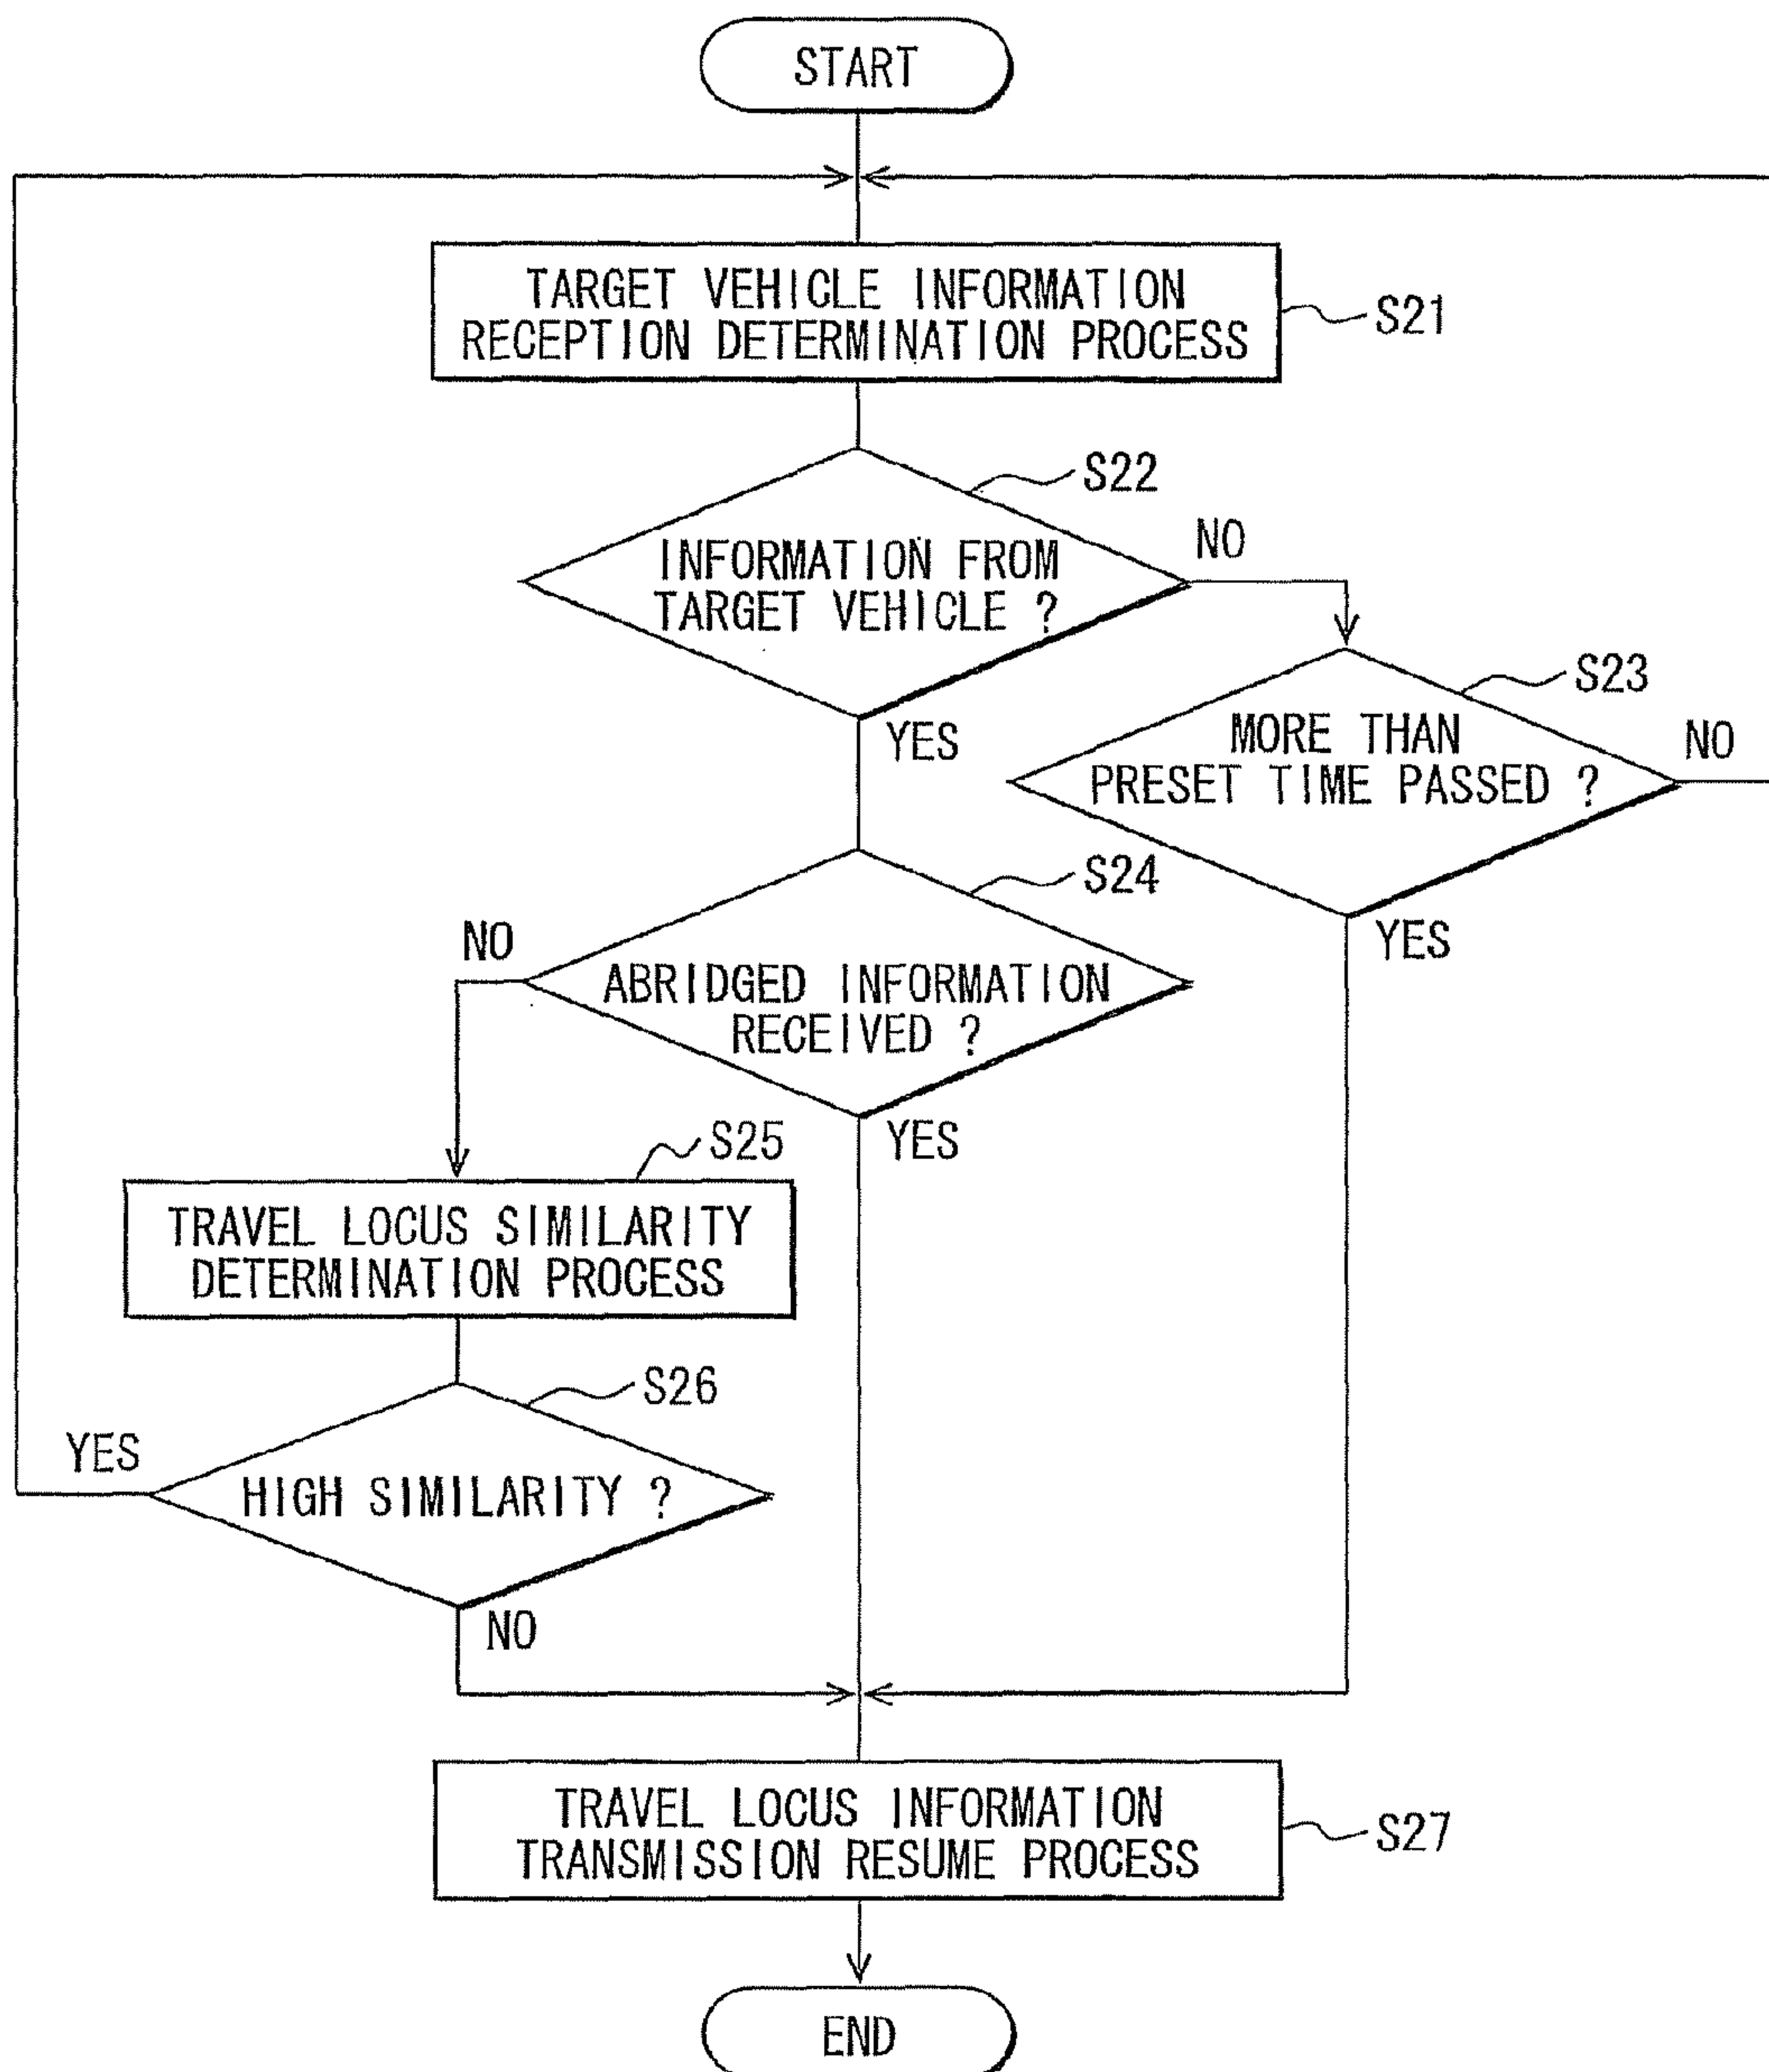 START
TARGET VEHICLE INFORMATION
RECEPTION DETERMINATION PROCESS
S21
S22
INFORMATION FROM
TARGET VEHICLE ?
NO
YES
S23
MORE THAN
PRESET TIME PASSED ?
NO
YES
S24
ABRIDGED INFORMATION
RECEIVED ?
NO
YES
S25
TRAVEL LOCUS SIMILARITY
DETERMINATION PROCESS
S26
HIGH SIMILARITY ?
YES
NO
TRAVEL LOCUS INFORMATION
TRANSMISSION RESUME PROCESS
S27
END